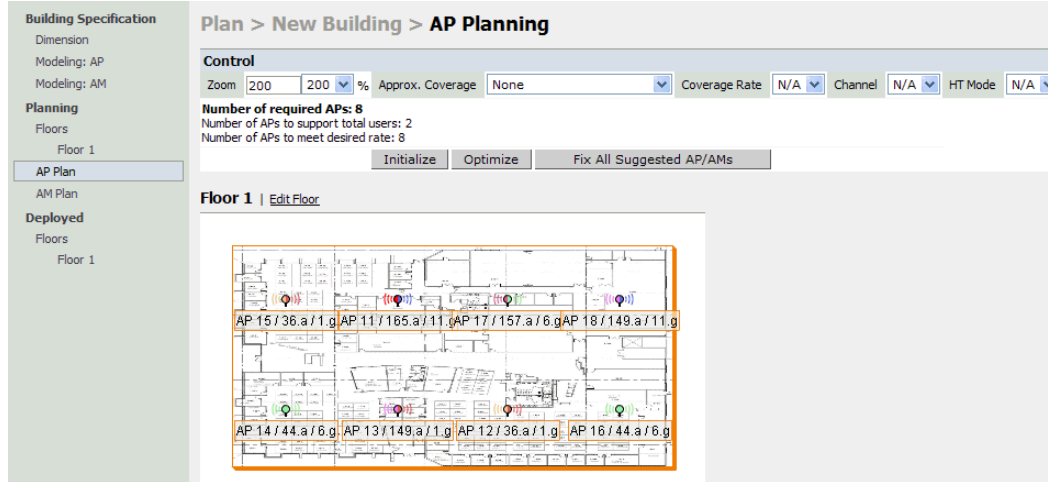 Building Specification
Dimension
Modeling: AP
Modeling: AM
Planning
Floors
Floor 1
AP Plan
AM Plan
Deployed
Floors
Floor 1
Plan > New Building > AP Planning
Control
Zoom 200 200 % Approx. Coverage None Coverage Rate N/A Channel N/A HT Mode N/A
Number of required APs: 8
Number of APs to support total users: 2
Number of APs to meet desired rate: 8
Initialize Optimize Fix All Suggested AP/AMs
Floor 1 | Edit Floor
AP 15 / 36.a / 1.g AP 11 / 165.a / 11.g AP 17 / 157.a / 6.g AP 18 / 149.a / 11.g
AP 14 / 44.a / 6.g AP 13 / 149.a / 1.g AP 12 / 36.a / 1.g AP 16 / 44.a / 6.g